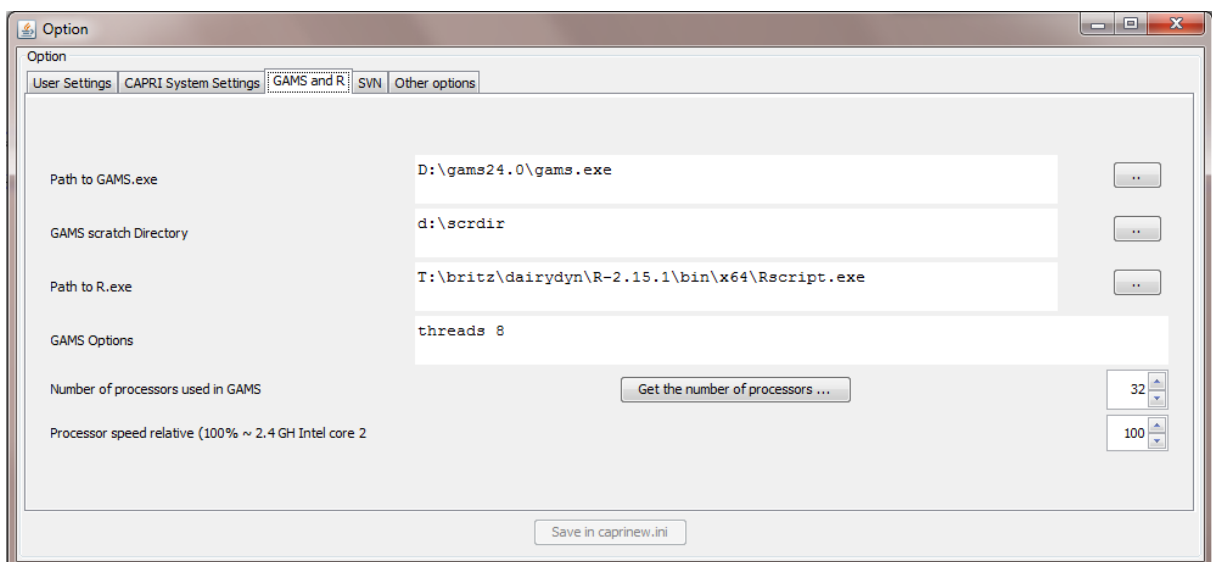 Option
Option
User Settings CAPRI System Settings GAMS and R SVN Other options
Path to GAMS.exe D:\gams24.0\gams.exe ..
GAMS scratch Directory d:\scrdir ..
Path to R.exe T:\britz\dairydyn\R-2.15.1\bin\x64\Rscript.exe ..
GAMS Options threads 8
Number of processors used in GAMS Get the number of processors ... 32
Processor speed relative (100% ~ 2.4 GH Intel core 2 100
Save in caprinew.ini